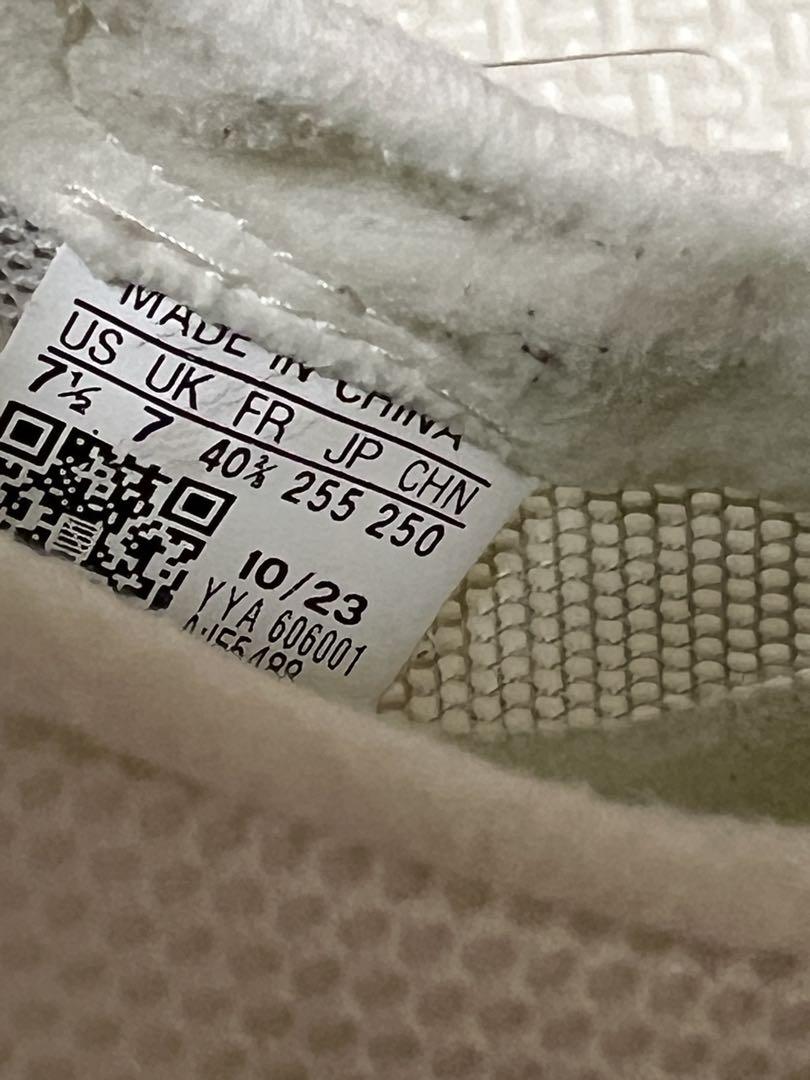 MADE IN CHINA
US UK FR JP CHN
7½ 7 40⅔ 255 250
10/23
YYA 606001